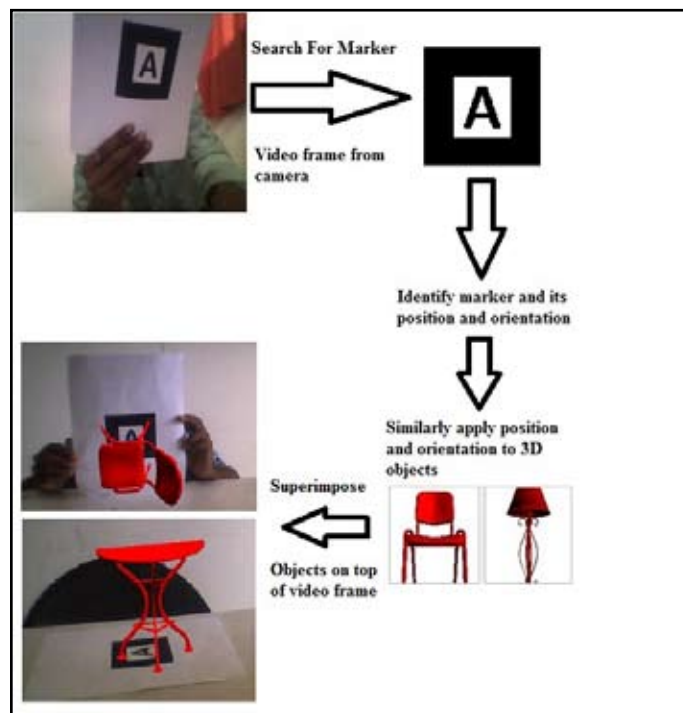 A
Search For Marker
A
Video frame from
camera
Identify marker and its
position and orientation
Similarly apply position
and orientation to 3D
objects
A
Superimpose
Objects on top
of video frame
A